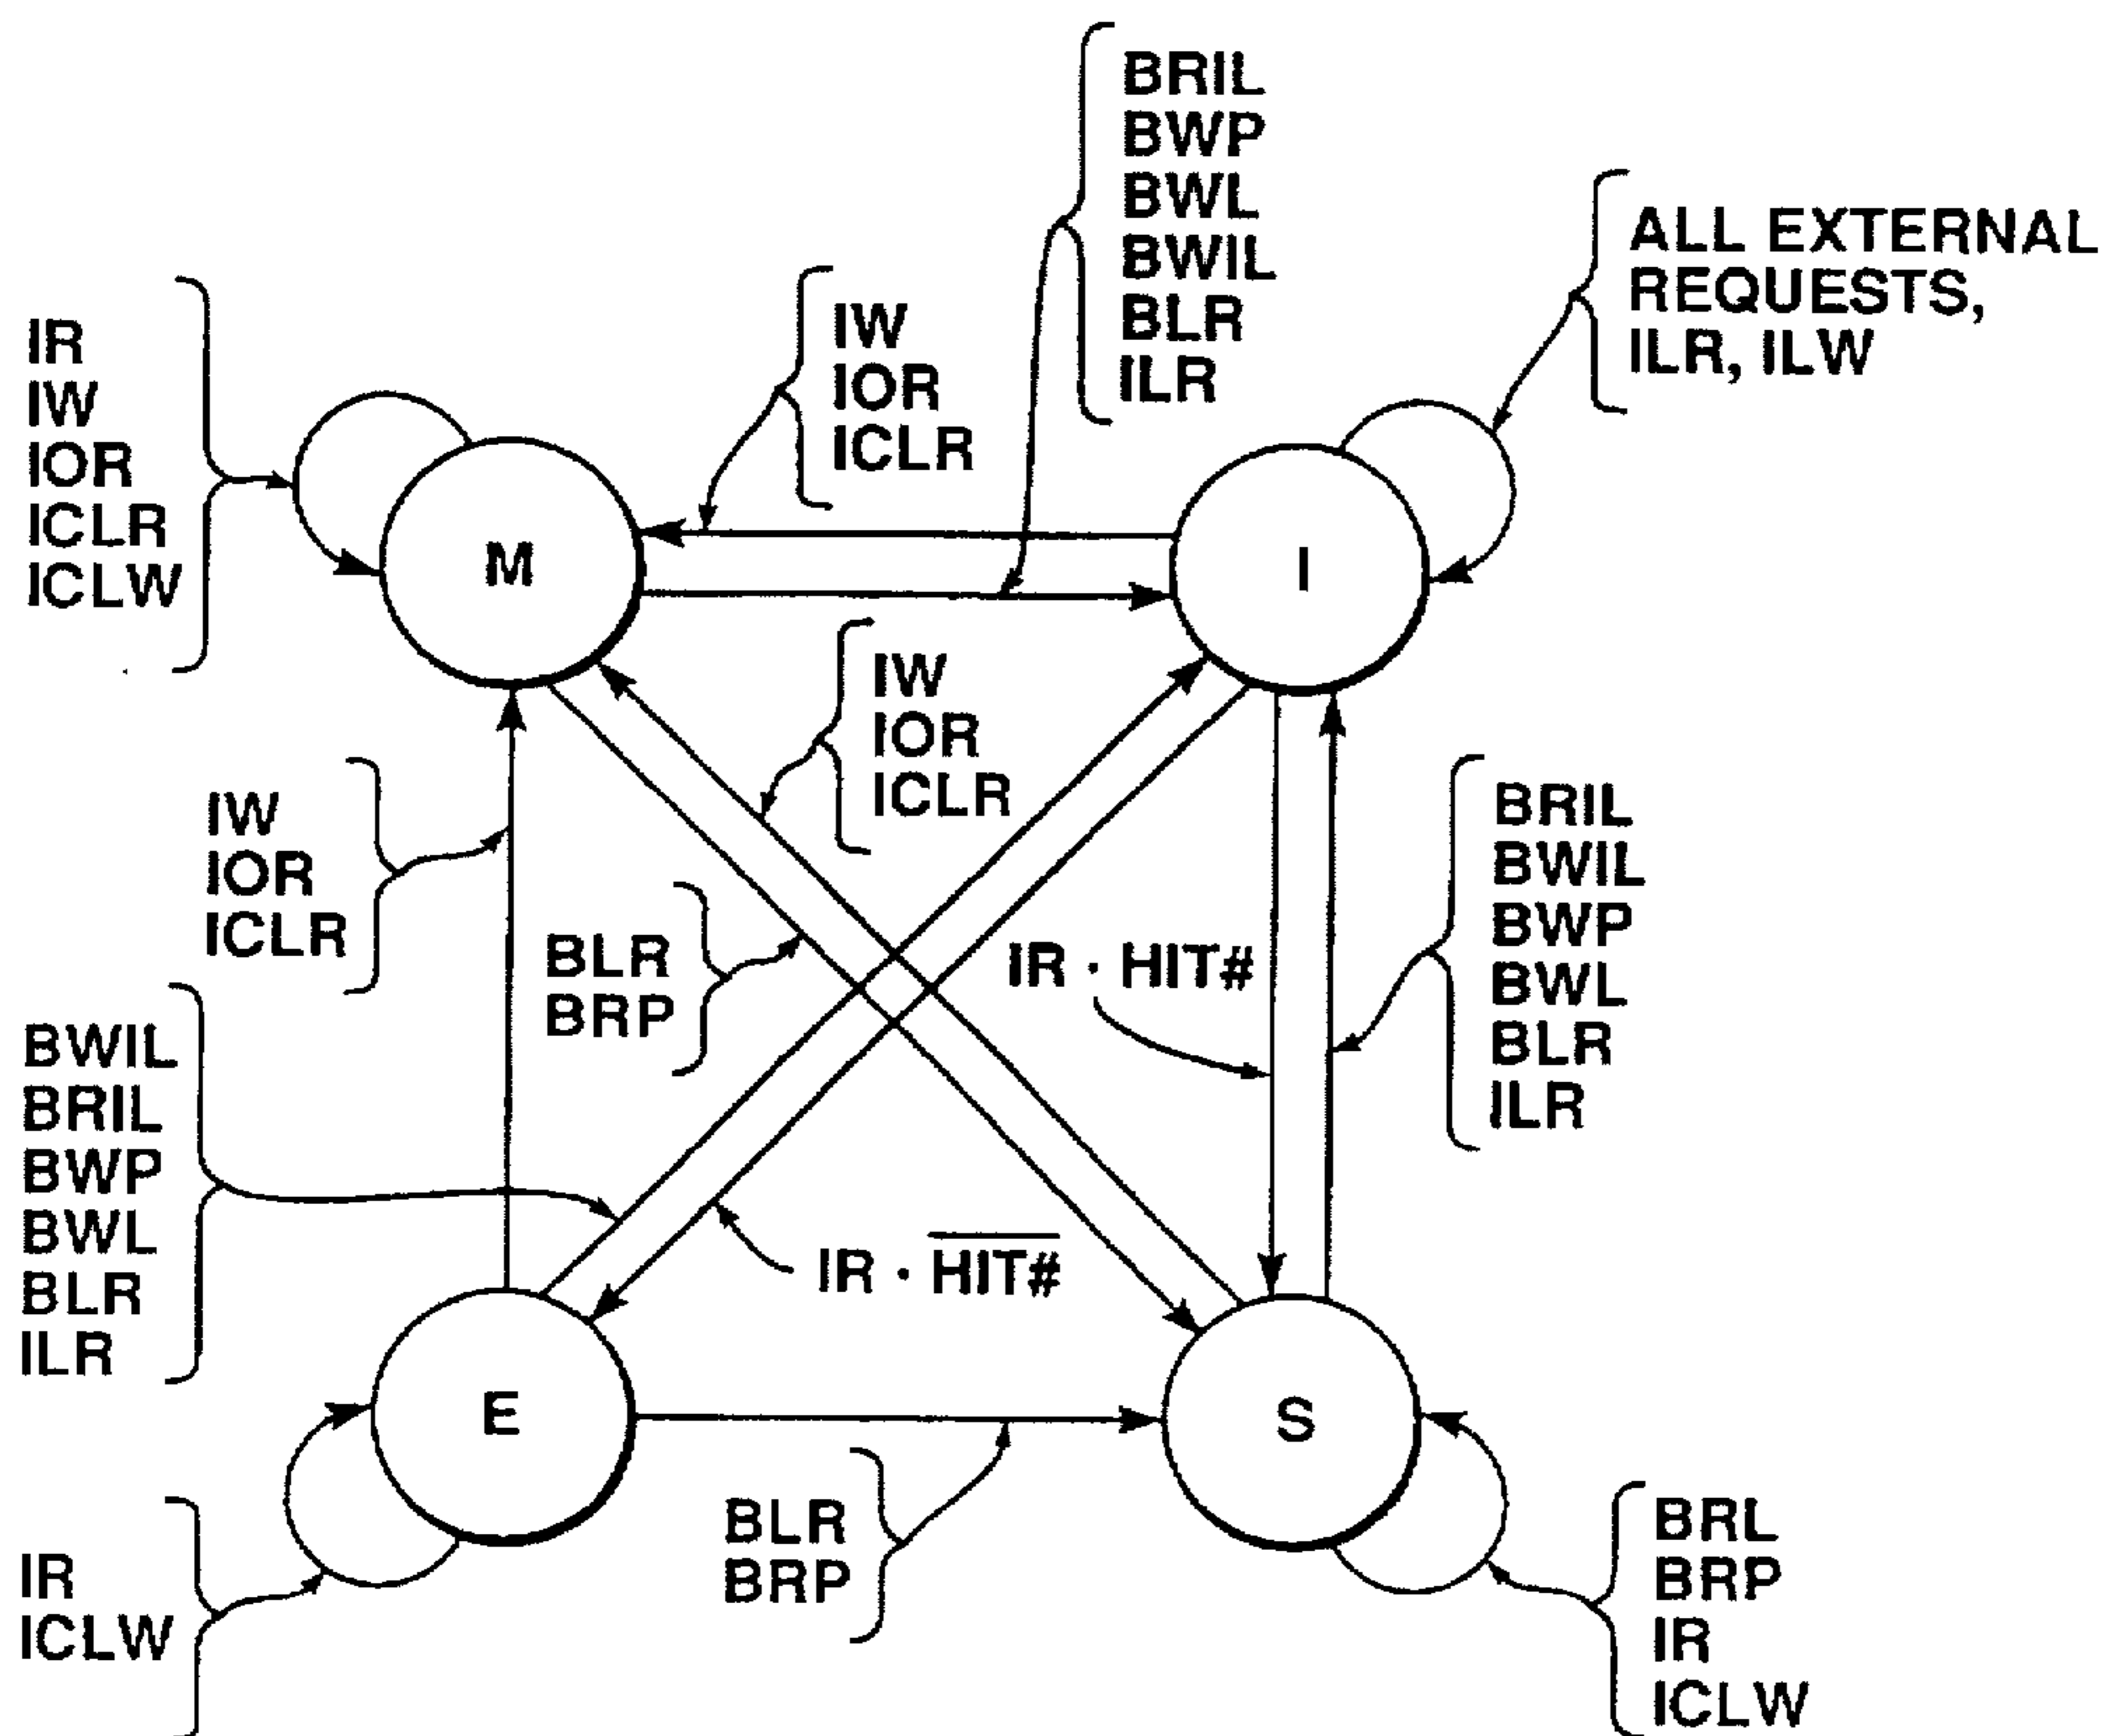 BRIL
BWP
BWL
BWIL
BLR
ILR
ALL EXTERNAL
REQUESTS,
ILR, ILW
IW
IOR
ICLR
IR
IW
IOR
ICLR
ICLW
M
I
IW
IOR
ICLR
IW
IOR
ICLR
BRIL
BWIL
BWP
BWL
BLR
ILR
BLR
BRP
IR · HIT#
BWIL
BRIL
BWP
BWL
BLR
ILR
IR · HIT#
E
S
BLR
BRP
IR
ICLW
BRL
BRP
IR
ICLW